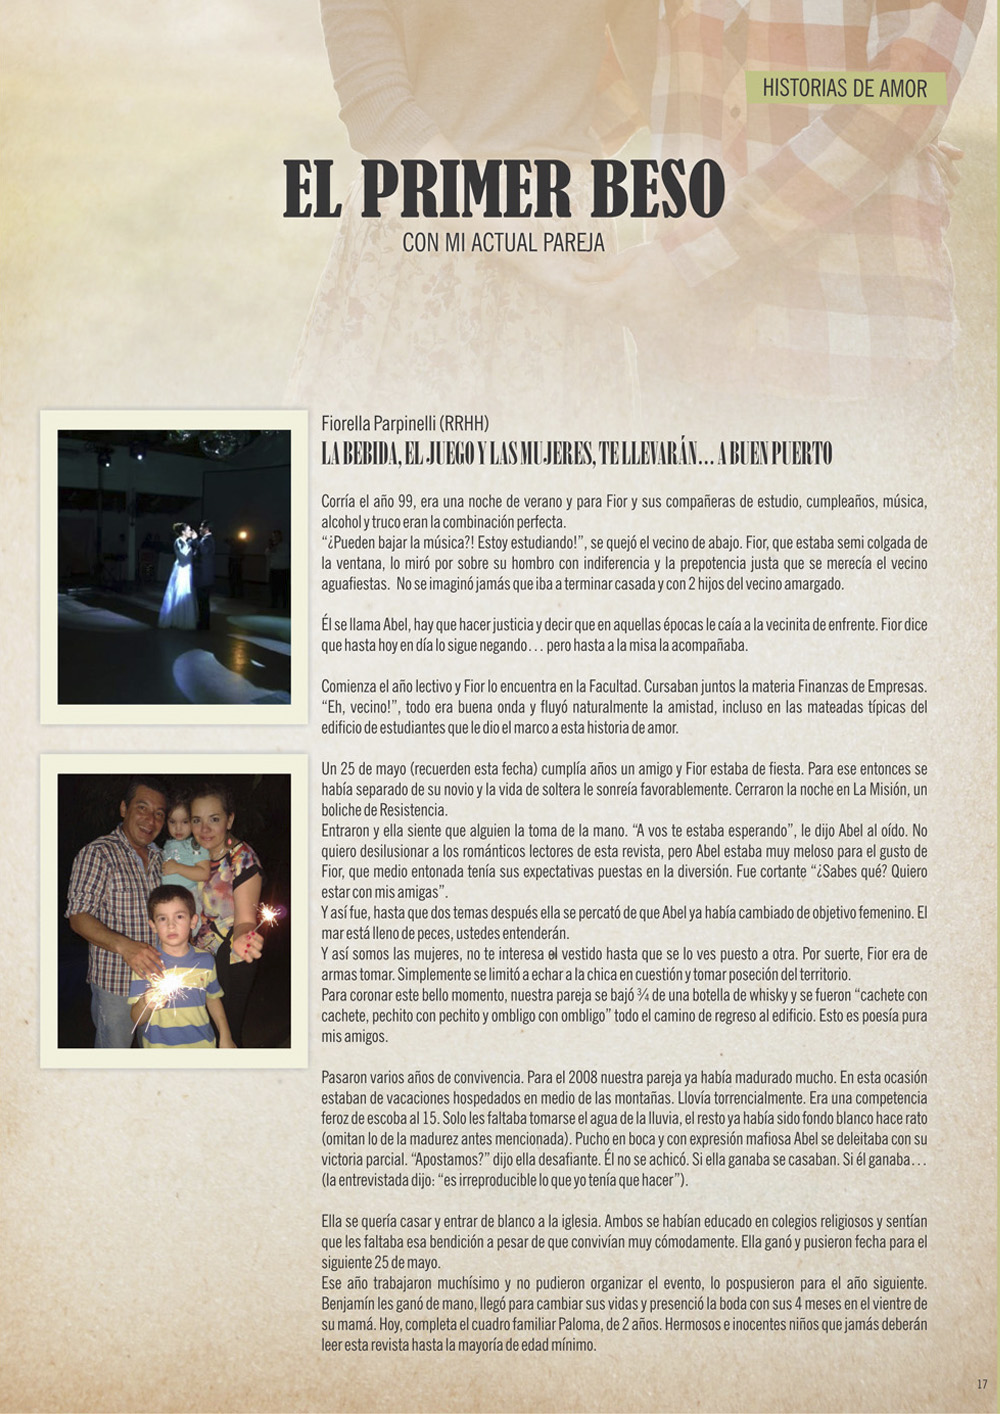 HISTORIAS DE AMOR
EL PRIMER BESO
CON MI ACTUAL PAREJA
Fiorella Parpinelli (RRHH)
LA BEBIDA, EL JUEGO Y LAS MUJERES, TE LLEVARÁN... A BUEN PUERTO
Corría el año 99, era una noche de verano y para Fior y sus compañeras de estudio, cumpleaños, música,
alcohol y truco eran la combinación perfecta.
“¿Pueden bajar la música?! Estoy estudiando!”, se quejó el vecino de abajo. Fior, que estaba semi colgada de
la ventana, lo miró por sobre su hombro con indiferencia y la prepotencia justa que se merecía el vecino
aguafiestas. No se imaginó jamás que iba a terminar casada y con 2 hijos del vecino amargado.
Él se llama Abel, hay que hacer justicia y decir que en aquellas épocas le caía a la vecinita de enfrente. Fior dice
que hasta hoy en día lo sigue negando... pero hasta a la misa la acompañaba.
Comienza el año lectivo y Fior lo encuentra en la Facultad. Cursaban juntos la materia Finanzas de Empresas.
“Eh, vecino!”, todo era buena onda y fluyó naturalmente la amistad, incluso en las mateadas típicas del
edificio de estudiantes que le dio el marco a esta historia de amor.
Un 25 de mayo (recuerden esta fecha) cumplía años un amigo y Fior estaba de fiesta. Para ese entonces se
había separado de su novio y la vida de soltera le sonreía favorablemente. Cerraron la noche en La Misión, un
boliche de Resistencia.
Entraron y ella siente que alguien la toma de la mano. “A vos te estaba esperando”, le dijo Abel al oído. No
quiero desilusionar a los románticos lectores de esta revista, pero Abel estaba muy meloso para el gusto de
Fior, que medio entonada tenía sus expectativas puestas en la diversión. Fue cortante “¿Sabes qué? Quiero
estar con mis amigas”.
Y así fue, hasta que dos temas después ella se percató de que Abel ya había cambiado de objetivo femenino. El
mar está lleno de peces, ustedes entenderán.
Y así somos las mujeres, no te interesa el vestido hasta que se lo ves puesto a otra. Por suerte, Fior era de
armas tomar. Simplemente se limitó a echar a la chica en cuestión y tomar poseción del territorio.
Para coronar este bello momento, nuestra pareja se bajó ¾ de una botella de whisky y se fueron “cachete con
cachete, pechito con pechito y ombligo con ombligo” todo el camino de regreso al edificio. Esto es poesía pura
mis amigos.
Pasaron varios años de convivencia. Para el 2008 nuestra pareja ya había madurado mucho. En esta ocasión
estaban de vacaciones hospedados en medio de las montañas. Llovía torrencialmente. Era una competencia
feroz de escoba al 15. Solo les faltaba tomarse el agua de la lluvia, el resto ya había sido fondo blanco hace rato
(omitan lo de la madurez antes mencionada). Pucho en boca y con expresión mafiosa Abel se deleitaba con su
victoria parcial. “Apostamos?” dijo ella desafiante. Él no se achicó. Si ella ganaba se casaban. Si él ganaba...
(la entrevistada dijo: “es irreproducible lo que yo tenía que hacer”).
Ella se quería casar y entrar de blanco a la iglesia. Ambos se habían educado en colegios religiosos y sentían
que les faltaba esa bendición a pesar de que convivían muy cómodamente. Ella ganó y pusieron fecha para el
siguiente 25 de mayo.
Ese año trabajaron muchísimo y no pudieron organizar el evento, lo pospusieron para el año siguiente.
Benjamín les ganó de mano, llegó para cambiar sus vidas y presenció la boda con sus 4 meses en el vientre de
su mamá. Hoy, completa el cuadro familiar Paloma, de 2 años. Hermosos e inocentes niños que jamás deberán
leer esta revista hasta la mayoría de edad mínimo.
17